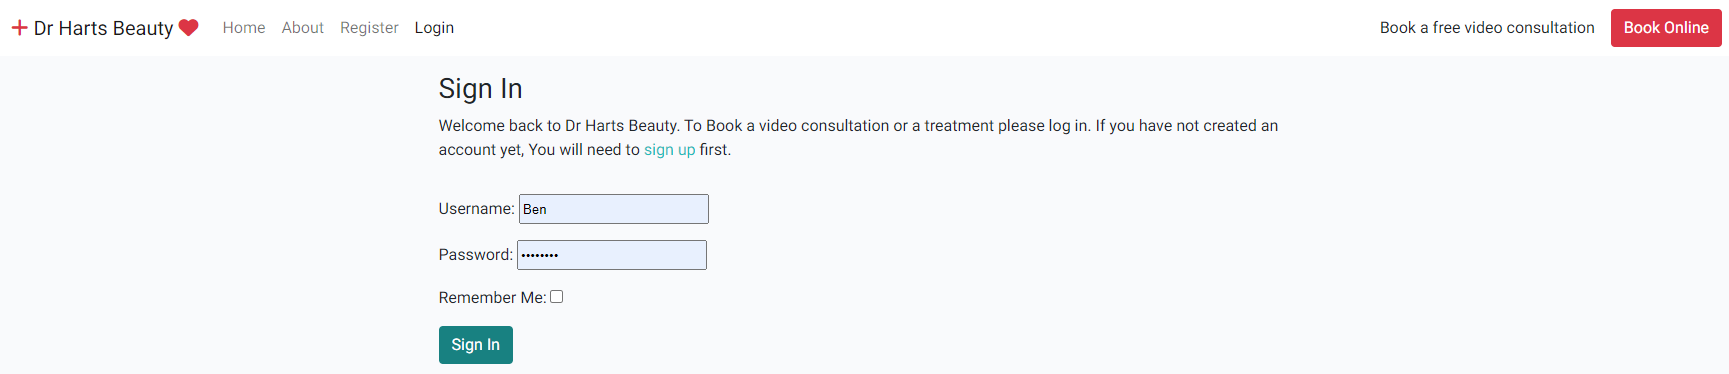 Dr Harts Beauty Home About Register Login Book a free video consultation Book Online
Sign In
Welcome back to Dr Harts Beauty. To Book a video consultation or a treatment please log in. If you have not created an
account yet, You will need to sign up first.
Username: Ben
Password: ••••••••
Remember Me:
Sign In